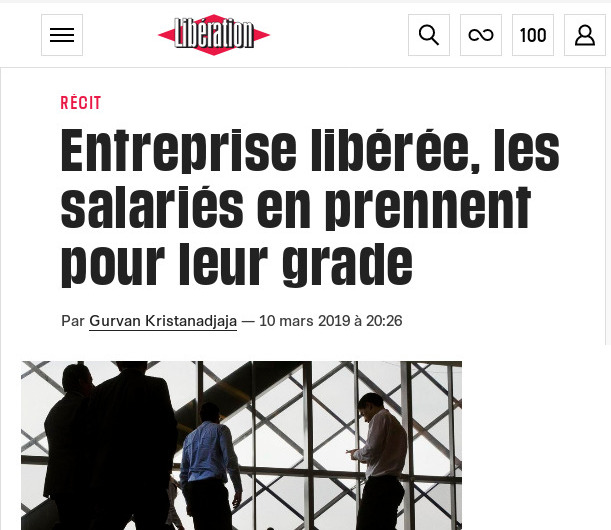 Libération
100
RÉCIT
Entreprise libérée, les
salariés en prennent
pour leur grade
Par Gurvan Kristanadjaja — 10 mars 2019 à 20:26